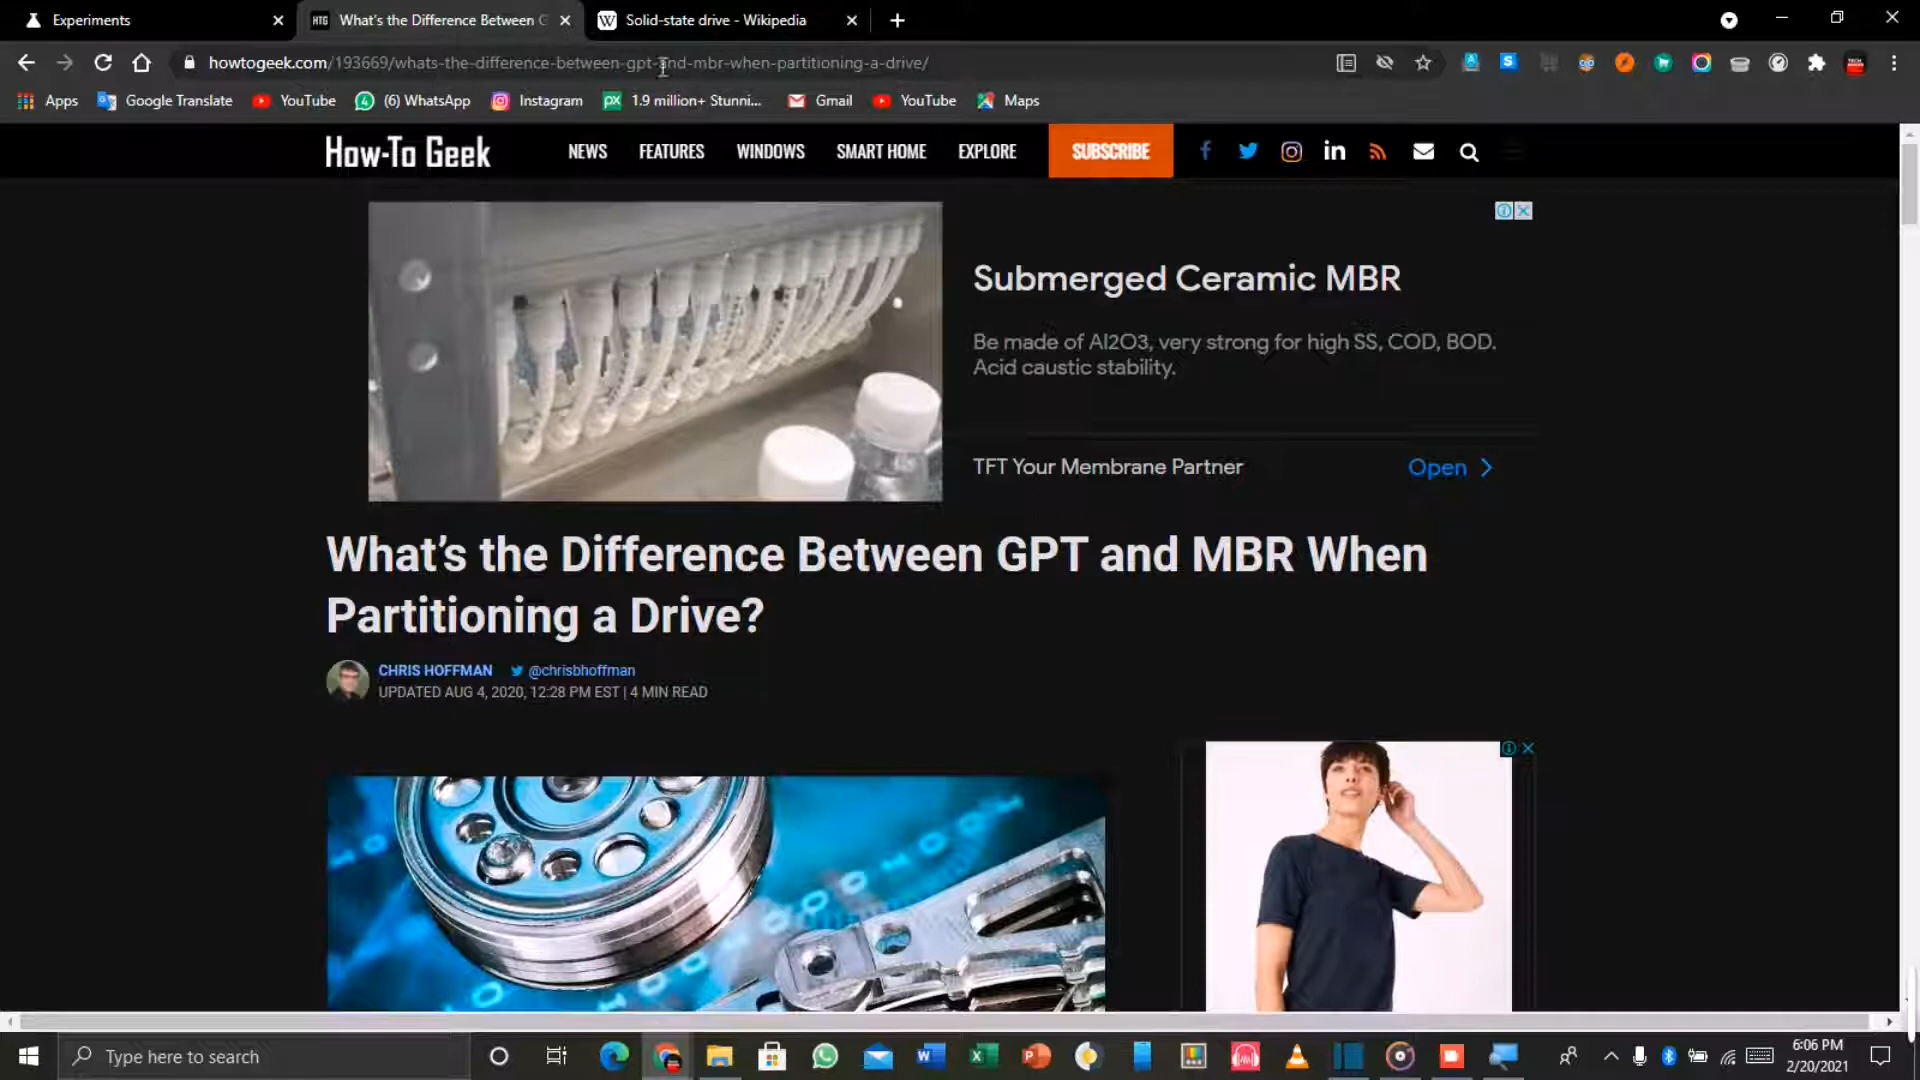 Experiments
HTG What's the Difference Between G
W Solid-state drive - Wikipedia
howtogeek.com/193669/whats-the-difference-between-gpt-and-mbr-when-partitioning-a-drive/
Apps
Google Translate
YouTube
(6) WhatsApp
Instagram
px 1.9 million+ Stunni...
Gmail
YouTube
Maps
How-To Geek
NEWS
FEATURES
WINDOWS
SMART HOME
EXPLORE
SUBSCRIBE
Submerged Ceramic MBR
Be made of Al2O3, very strong for high SS, COD, BOD.
Acid caustic stability.
TFT Your Membrane Partner
Open
What's the Difference Between GPT and MBR When
Partitioning a Drive?
CHRIS HOFFMAN @chrisbhoffman
UPDATED AUG 4, 2020, 12:28 PM EST | 4 MIN READ
Type here to search
6:06 PM
2/20/2021